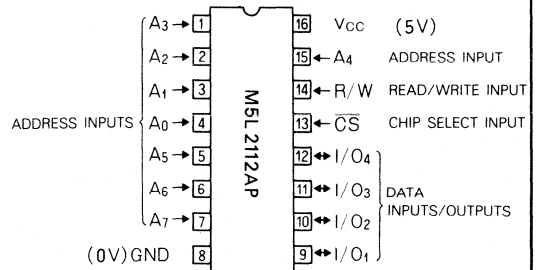 A3 → 1 16 Vcc (5V)
A2 → 2 15 ← A4 ADDRESS INPUT
A1 → 3 14 ← R/W READ/WRITE INPUT
ADDRESS INPUTS A0 → 4 13 ← C̅S̅ CHIP SELECT INPUT
A5 → 5 12 ↔ I/O4
A6 → 6 11 ↔ I/O3 DATA
A7 → 7 10 ↔ I/O2 INPUTS/OUTPUTS
(0V) GND 8 9 ↔ I/O1
M5L 2112AP